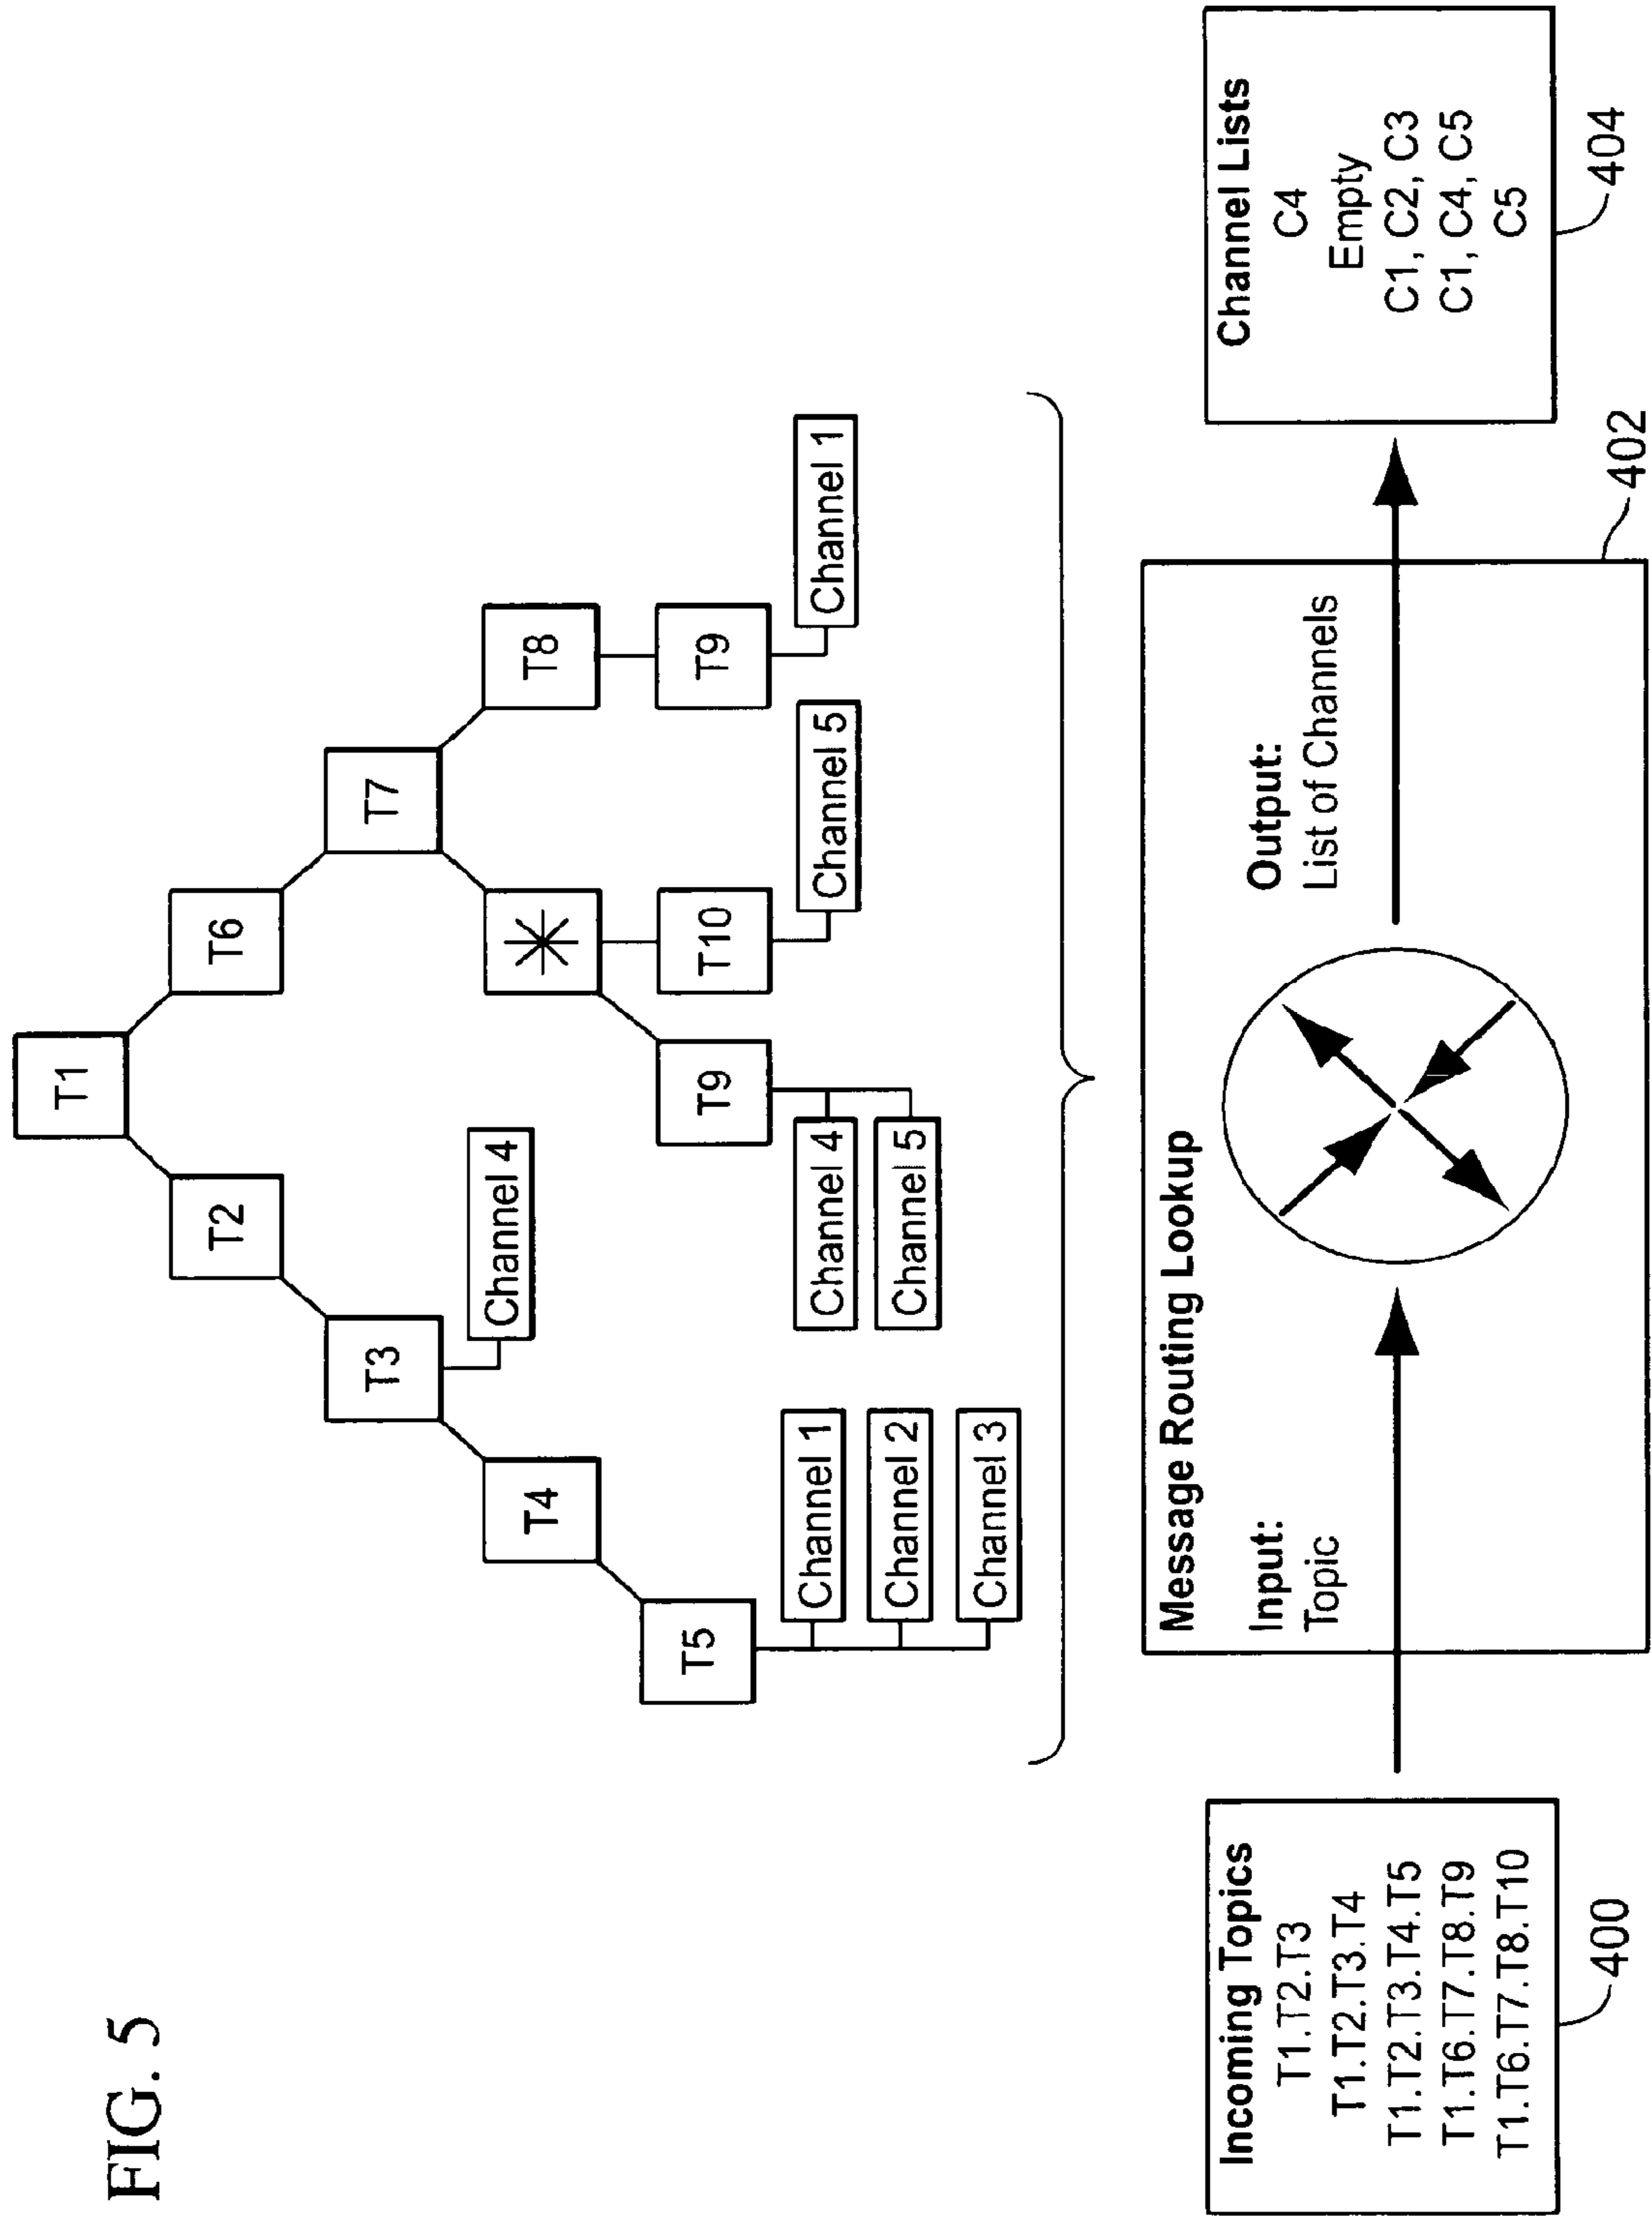 FIG. 5
T1
T2
T6
T3
T7
Channel 4
T4
T8
T5
T9
T10
T9
Channel 1
Channel 2
Channel 3
Channel 4
Channel 5
Channel 5
Channel 1
Incoming Topics
T1.T2.T3
T1.T2.T3.T4
T1.T2.T3.T4.T5
T1.T6.T7.T8.T9
T1.T6.T7.T8.T10
400
Message Routing Lookup
Input:
Topic
Output:
List of Channels
402
Channel Lists
C4
Empty
C1, C2, C3
C1, C4, C5
C5
404